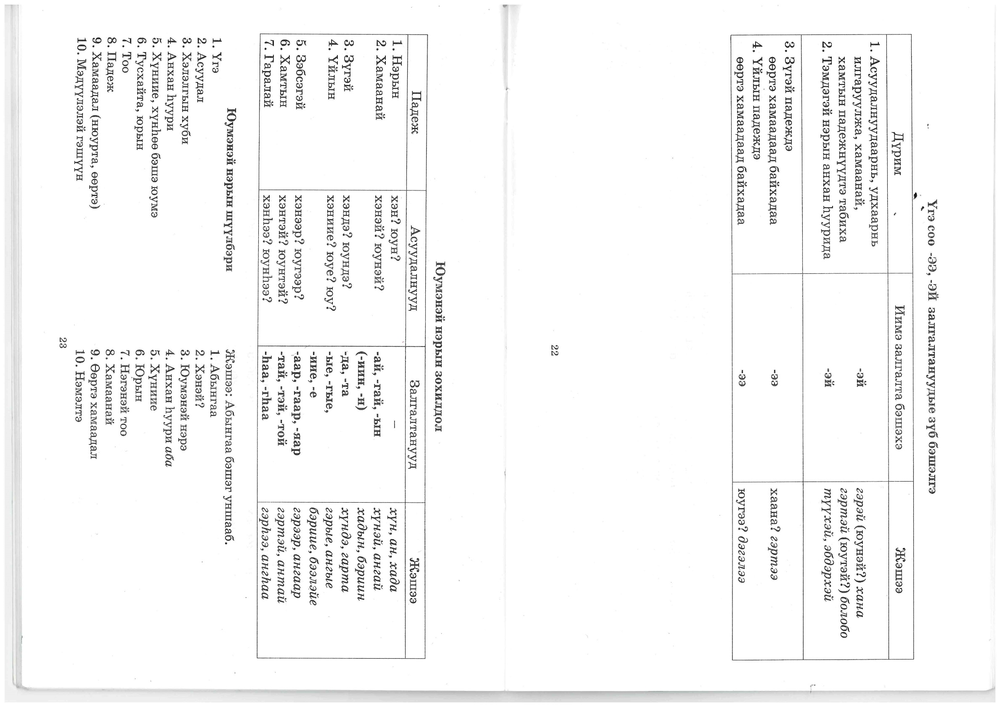 Үгэ соо -ЭЭ, -ЭЙ залгалтануудые зүб бэшэлгэ
Дүрим Иимэ залгалта бэшэхэ Жэшээ
1. Асуудалнуудаарнь, удхаарнь
илгаруулжа, хамаанай, -эй гэрэй (юунэй?) хана
хамтын падежнүүдтэ табиха гэртэй (юутэй?) болобо
2. Тэмдэгэй нэрын анхан һуурида -эй түүхэй, эбдэрхэй
3. Зүгэй падеждэ
өөртэ хамаадаад байхадаа -ээ хаана? гэртээ
4. Үйлын падеждэ
өөртэ хамаадаад байхадаа -ээ юугээ? дэгэлээ
22
Юумэнэй нэрын зохилдол
Падеж Асуудалнууд Залгалтанууд Жэшээ
1. Нэрын хэн? юун? – хүн, ан, хада
2. Хамаанай хэнэй? юунэй? -ай, -гай, -ын хүнэй, ангай
(-иин, -н) хадын, бэриин
3. Зүгэй хэндэ? юундэ? -да, -та хүндэ, гарта
4. Үйлын хэниие? юуе? юу? -ые, -гые, гэрые, ангые
-иие, -е бэрише, бээлэйе
5. Зэбсэгэй хэнээр? юугээр? -аар, -гаар, -яар гэрээр, ангаар
6. Хамтын хэнтэй? юунтэй? -тай, -тэй, -той гэртэй, антай
7. Гаралай хэнһээ? юунһээ? -һаа, -гһаа гэрһээ, ангһаа
Юумэнэй нэрын шүүлбэри
1. Үгэ
2. Асуудал
3. Хэлэлгын хуби
4. Анхан һуури
5. Хүниие, хүнһөө бэшэ юумэ
6. Тусхайта, юрын
7. Тоо
8. Падеж
9. Хамаадал (нюурта, өөртэ)
10. Мэдүүлэлэй гэшүүн
Жэшээ: Абынгаа бэшэг уншааб.
1. Абынгаа
2. Хэнэй?
3. Юумэнэй нэрэ
4. Анхан һуури аба
5. Хүниие
6. Юрын
7. Нэгэнэй тоо
8. Хамаанай
9. Өөртэ хамаадал
10. Нэмэлтэ
23